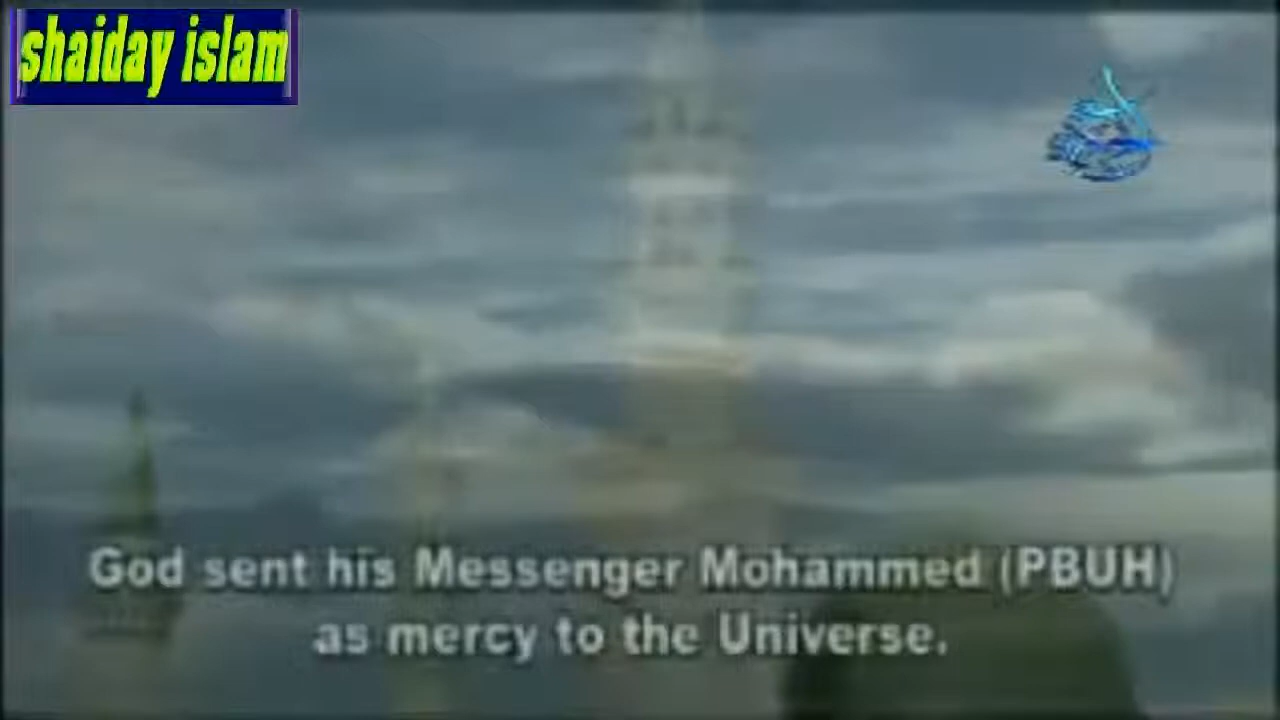 shaiday islam
God sent his Messenger Mohammed (PBUH)
as mercy to the Universe.